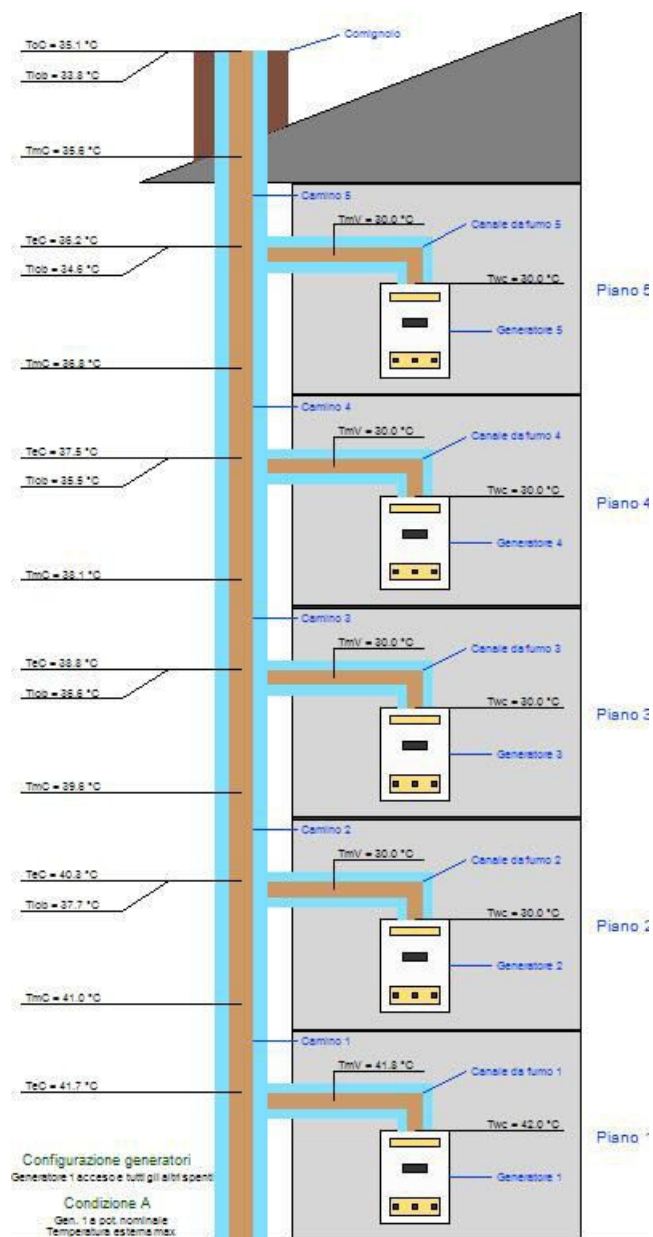 ToC = 35.1 °C
Comignolo
Tiob = 33.8 °C
TmC = 35.6 °C
Camino 5
TmV = 30.0 °C
Canale da fumo 5
TeC = 36.2 °C
Tiob = 34.6 °C
Twc = 30.0 °C
Piano 5
Generatore 5
TmC = 36.8 °C
Camino 4
TmV = 30.0 °C
Canale da fumo 4
TeC = 37.5 °C
Tiob = 35.5 °C
Twc = 30.0 °C
Piano 4
Generatore 4
TmC = 38.1 °C
Camino 3
TmV = 30.0 °C
Canale da fumo 3
TeC = 38.8 °C
Tiob = 36.6 °C
Twc = 30.0 °C
Piano 3
Generatore 3
TmC = 39.6 °C
Camino 2
TmV = 30.0 °C
Canale da fumo 2
TeC = 40.3 °C
Tiob = 37.7 °C
Twc = 30.0 °C
Piano 2
Generatore 2
TmC = 41.0 °C
Camino 1
TmV = 41.8 °C
Canale da fumo 1
TeC = 41.7 °C
Twc = 42.0 °C
Piano 1
Configurazione generatori
Generatore 1 acceso e tutti gli altri spenti
Generatore 1
Condizione A
Gen. 1 a pot. nominale
Temperatura esterna max